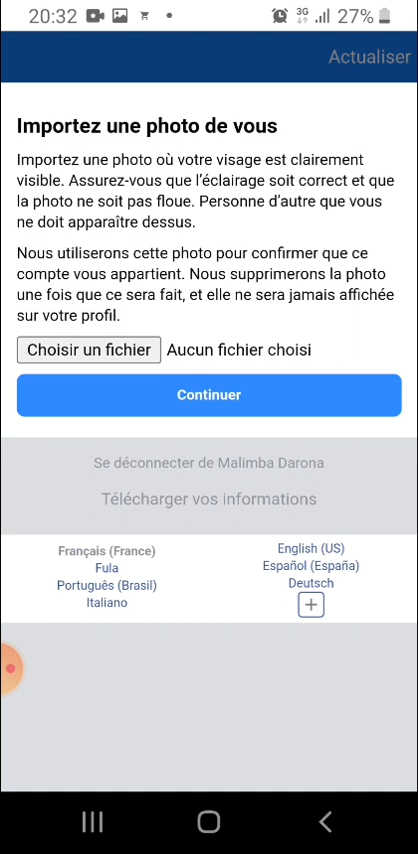 20:32 3G 27%
Actualiser
Importez une photo de vous
Importez une photo où votre visage est clairement
visible. Assurez-vous que l'éclairage soit correct et que
la photo ne soit pas floue. Personne d'autre que vous
ne doit apparaître dessus.
Nous utiliserons cette photo pour confirmer que ce
compte vous appartient. Nous supprimerons la photo
une fois que ce sera fait, et elle ne sera jamais affichée
sur votre profil.
Choisir un fichier Aucun fichier choisi
Continuer
Se déconnecter de Malimba Darona
Télécharger vos informations
Français (France) English (US)
Fula Español (España)
Português (Brasil) Deutsch
Italiano